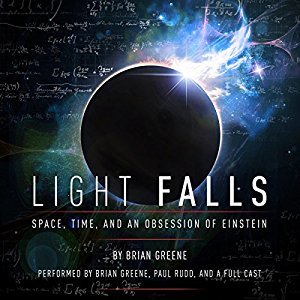 LIGHT FALLS
SPACE, TIME, AND AN OBSESSION OF EINSTEIN
BY BRIAN GREENE
PERFORMED BY BRIAN GREENE, PAUL RUDD, AND A FULL CAST